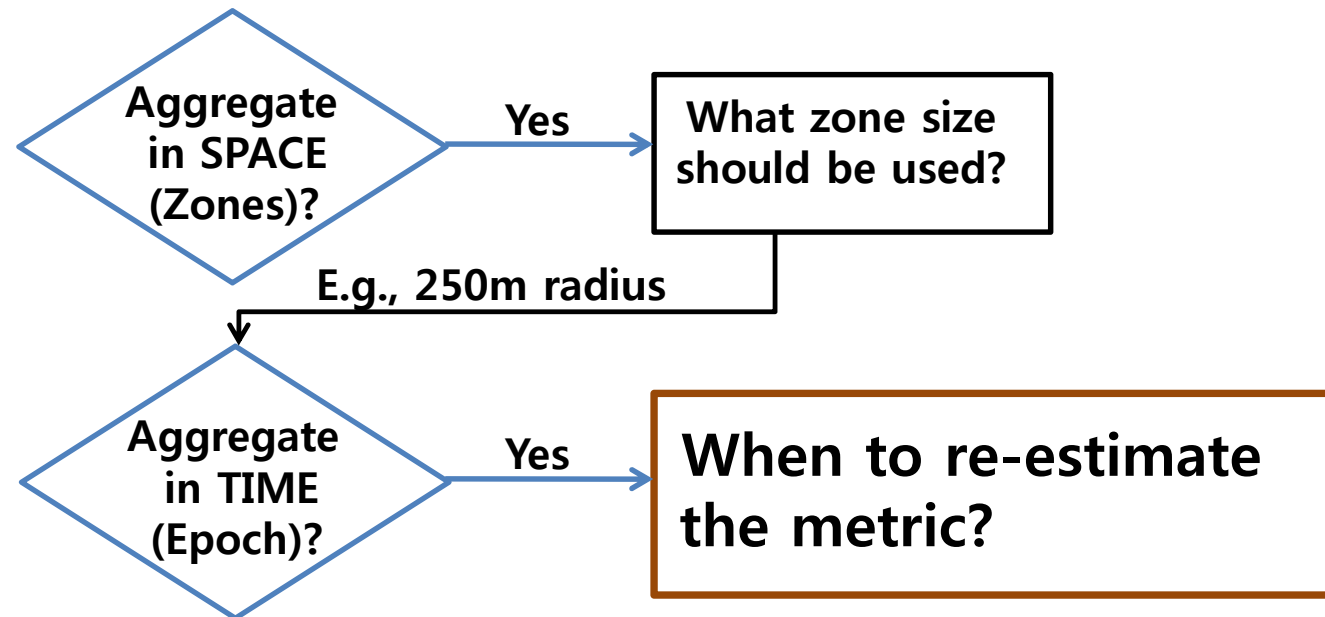 Aggregate
in SPACE
(Zones)?
Yes
What zone size
should be used?
E.g., 250m radius
Aggregate
in TIME
(Epoch)?
Yes
When to re-estimate
the metric?